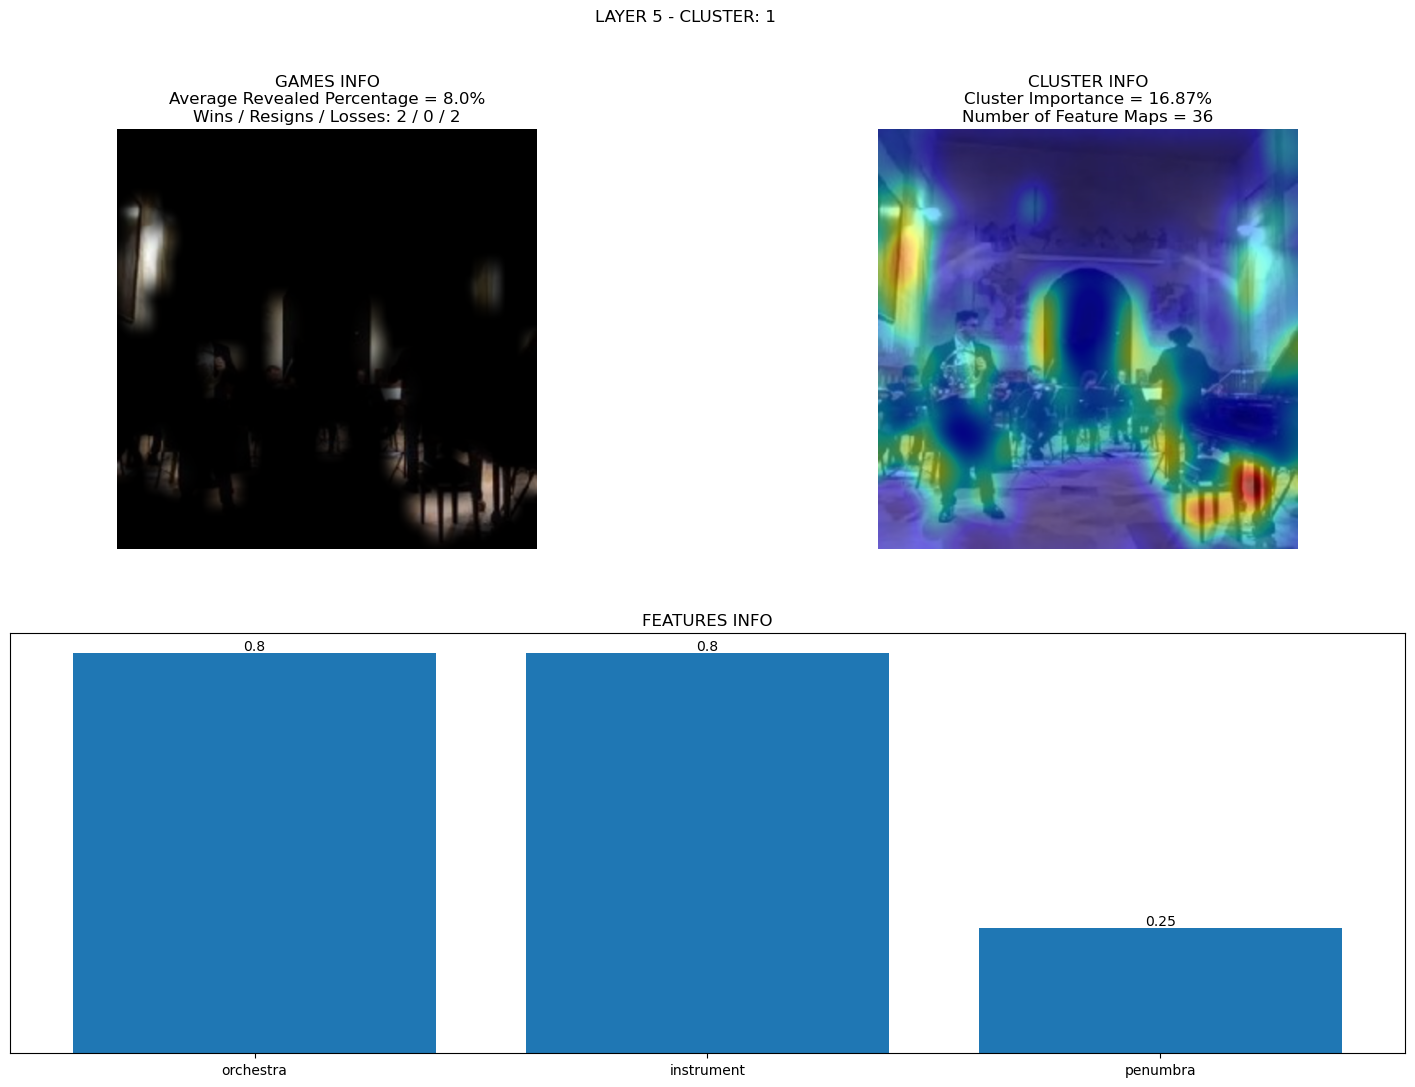 LAYER 5 - CLUSTER: 1
GAMES INFO
Average Revealed Percentage = 8.0%
Wins / Resigns / Losses: 2 / 0 / 2
CLUSTER INFO
Cluster Importance = 16.87%
Number of Feature Maps = 36
FEATURES INFO
0.8
0.8
0.25
orchestra
instrument
penumbra